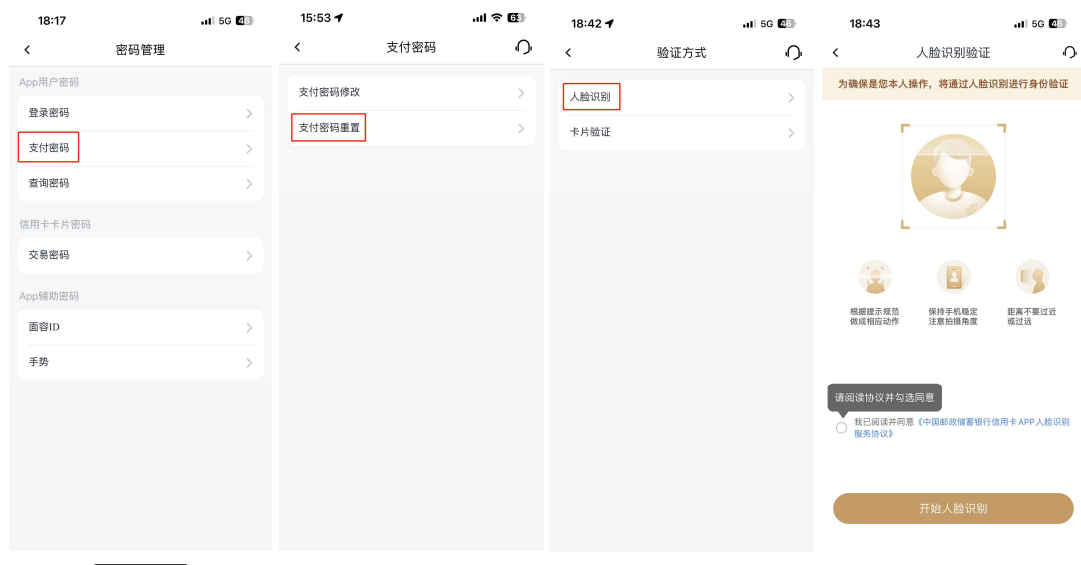 18:17
5G
密码管理
App用户密码
登录密码
支付密码
查询密码
信用卡卡片密码
交易密码
App辅助密码
面容ID
手势
15:53
63
支付密码
支付密码修改
支付密码重置
18:42
5G
验证方式
人脸识别
卡片验证
18:43
5G
人脸识别验证
为确保是您本人操作，将通过人脸识别进行身份验证
根据提示规范
做成相应动作
保持手机稳定
注意拍摄角度
距离不要过近
或过远
请阅读协议并勾选同意
我已阅读并同意《中国邮政储蓄银行信用卡APP人脸识别
服务协议》
开始人脸识别